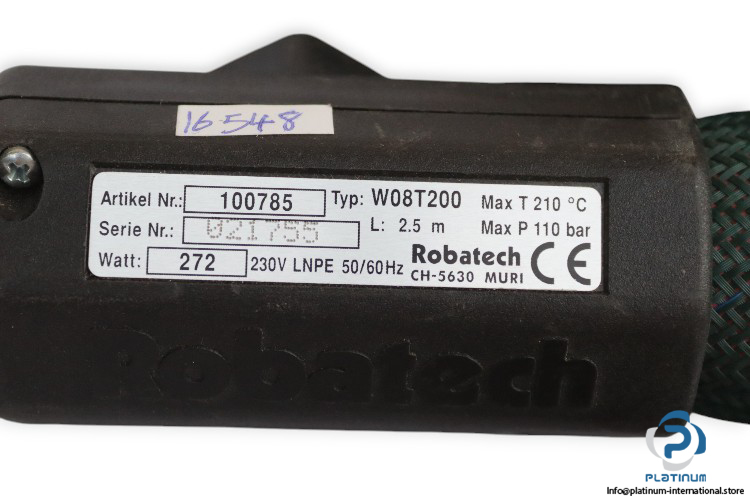 16548
Artikel Nr.: 100785 Typ: W08T200 Max T 210 °C
Serie Nr.: 021755 L: 2.5 m Max P 110 bar
Watt: 272 230V LNPE 50/60Hz Robatech CE
CH-5630 MURI
Robatech
PLATINUM
Info@platinum-international.store